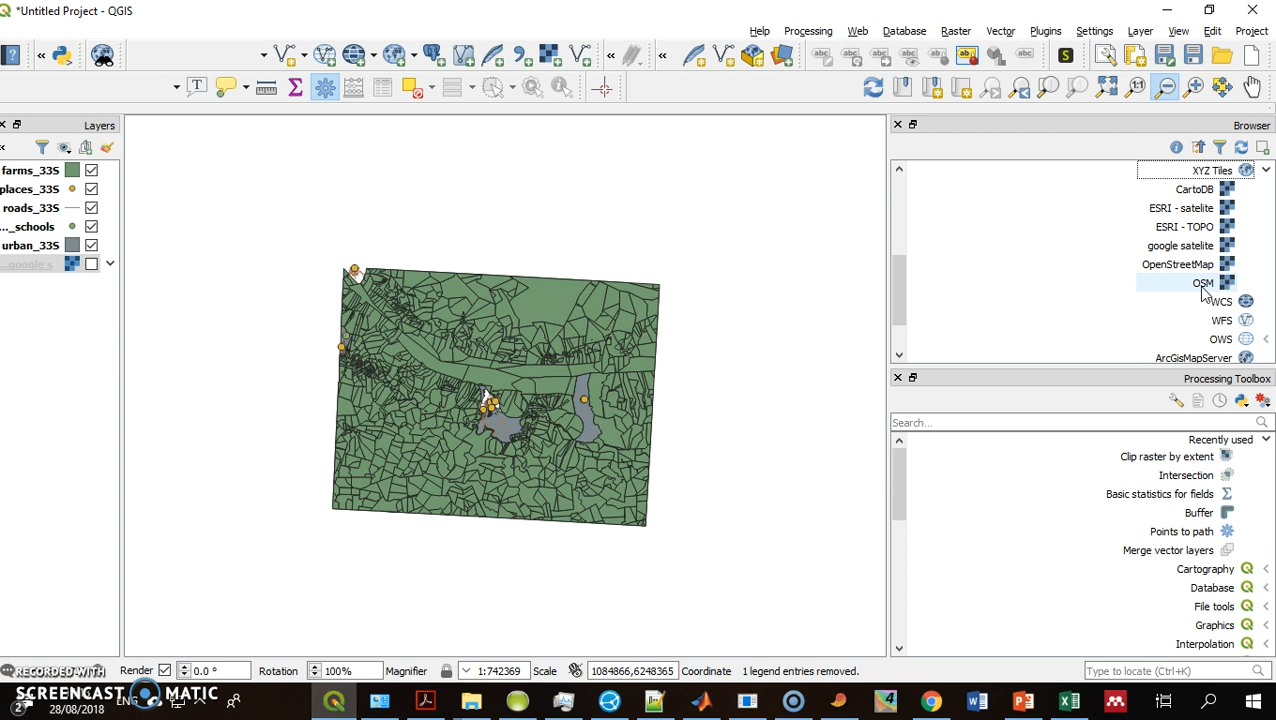 *Untitled Project - QGIS
Help Processing Web Database Raster Vector Plugins Settings Layer View Edit Project
Layers
farms_33S
places_33S
roads_33S
..._schools
urban_33S
...google s
Browser
XYZ Tiles
CartoDB
ESRI - satelite
ESRI - TOPO
google satelite
OpenStreetMap
OSM
WCS
WFS
OWS
ArcGisMapServer
Processing Toolbox
Search...
Recently used
Clip raster by extent
Intersection
Basic statistics for fields
Buffer
Points to path
Merge vector layers
Cartography
Database
File tools
Graphics
Interpolation
Render 0.0 ° Rotation 100% Magnifier 1:742369 Scale 1084866,6248365 Coordinate 1 legend entries removed. Type to locate (Ctrl+K)
RECORDED WITH
SCREENCAST MATIC
2 28/08/2018 ENG